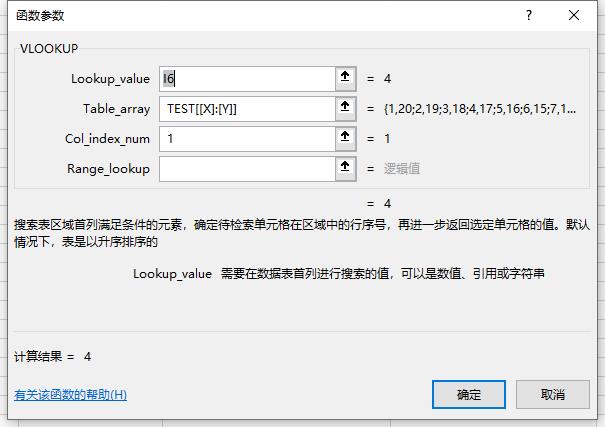 函数参数 ? ×
VLOOKUP
Lookup_value I6 = 4
Table_array TEST[[X]:[Y]] = {1,20;2,19;3,18;4,17;5,16;6,15;7,1...
Col_index_num 1 = 1
Range_lookup = 逻辑值
= 4
搜索表区域首列满足条件的元素，确定待检索单元格在区域中的行序号，再进一步返回选定单元格的值。默认
情况下，表是以升序排序的
Lookup_value 需要在数据表首列进行搜索的值，可以是数值、引用或字符串
计算结果 = 4
有关该函数的帮助(H) 确定 取消